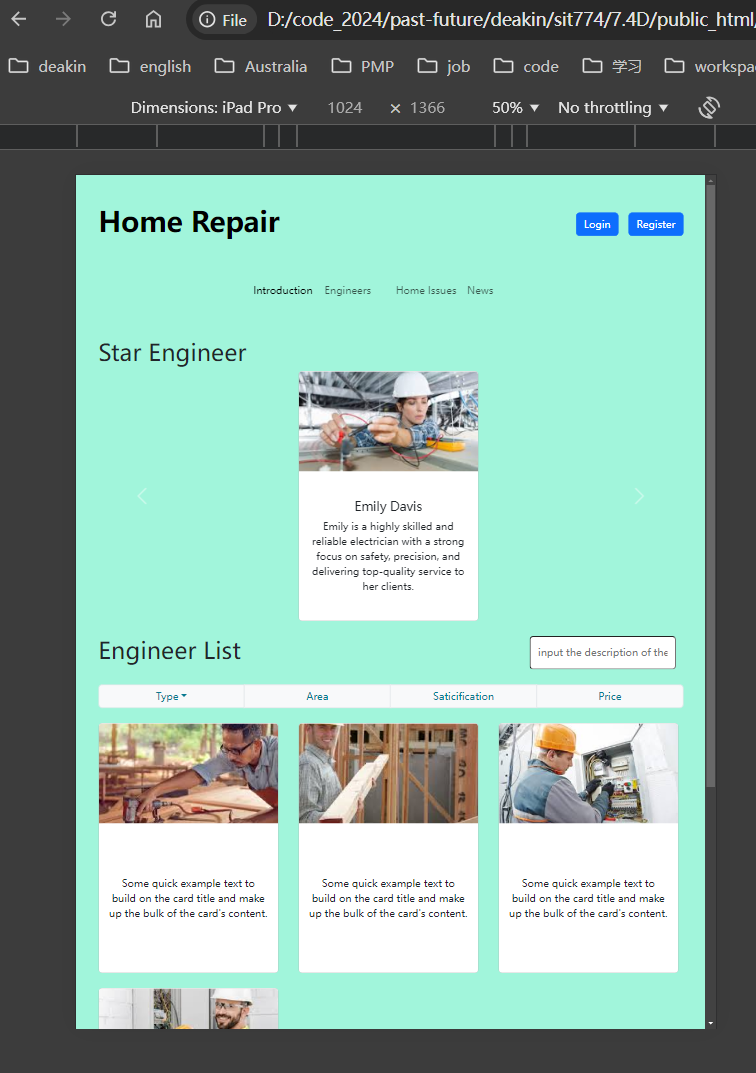 File D:/code_2024/past-future/deakin/sit774/7.4D/public_html/
deakin english Australia PMP job code 学习 workspa
Dimensions: iPad Pro 1024 × 1366 50% No throttling
Home Repair
Login Register
Introduction Engineers Home Issues News
Star Engineer
Emily Davis
Emily is a highly skilled and
reliable electrician with a strong
focus on safety, precision, and
delivering top-quality service to
her clients.
Engineer List
input the description of the
Type Area Saticification Price
Some quick example text to
build on the card title and make
up the bulk of the card's content.
Some quick example text to
build on the card title and make
up the bulk of the card's content.
Some quick example text to
build on the card title and make
up the bulk of the card's content.